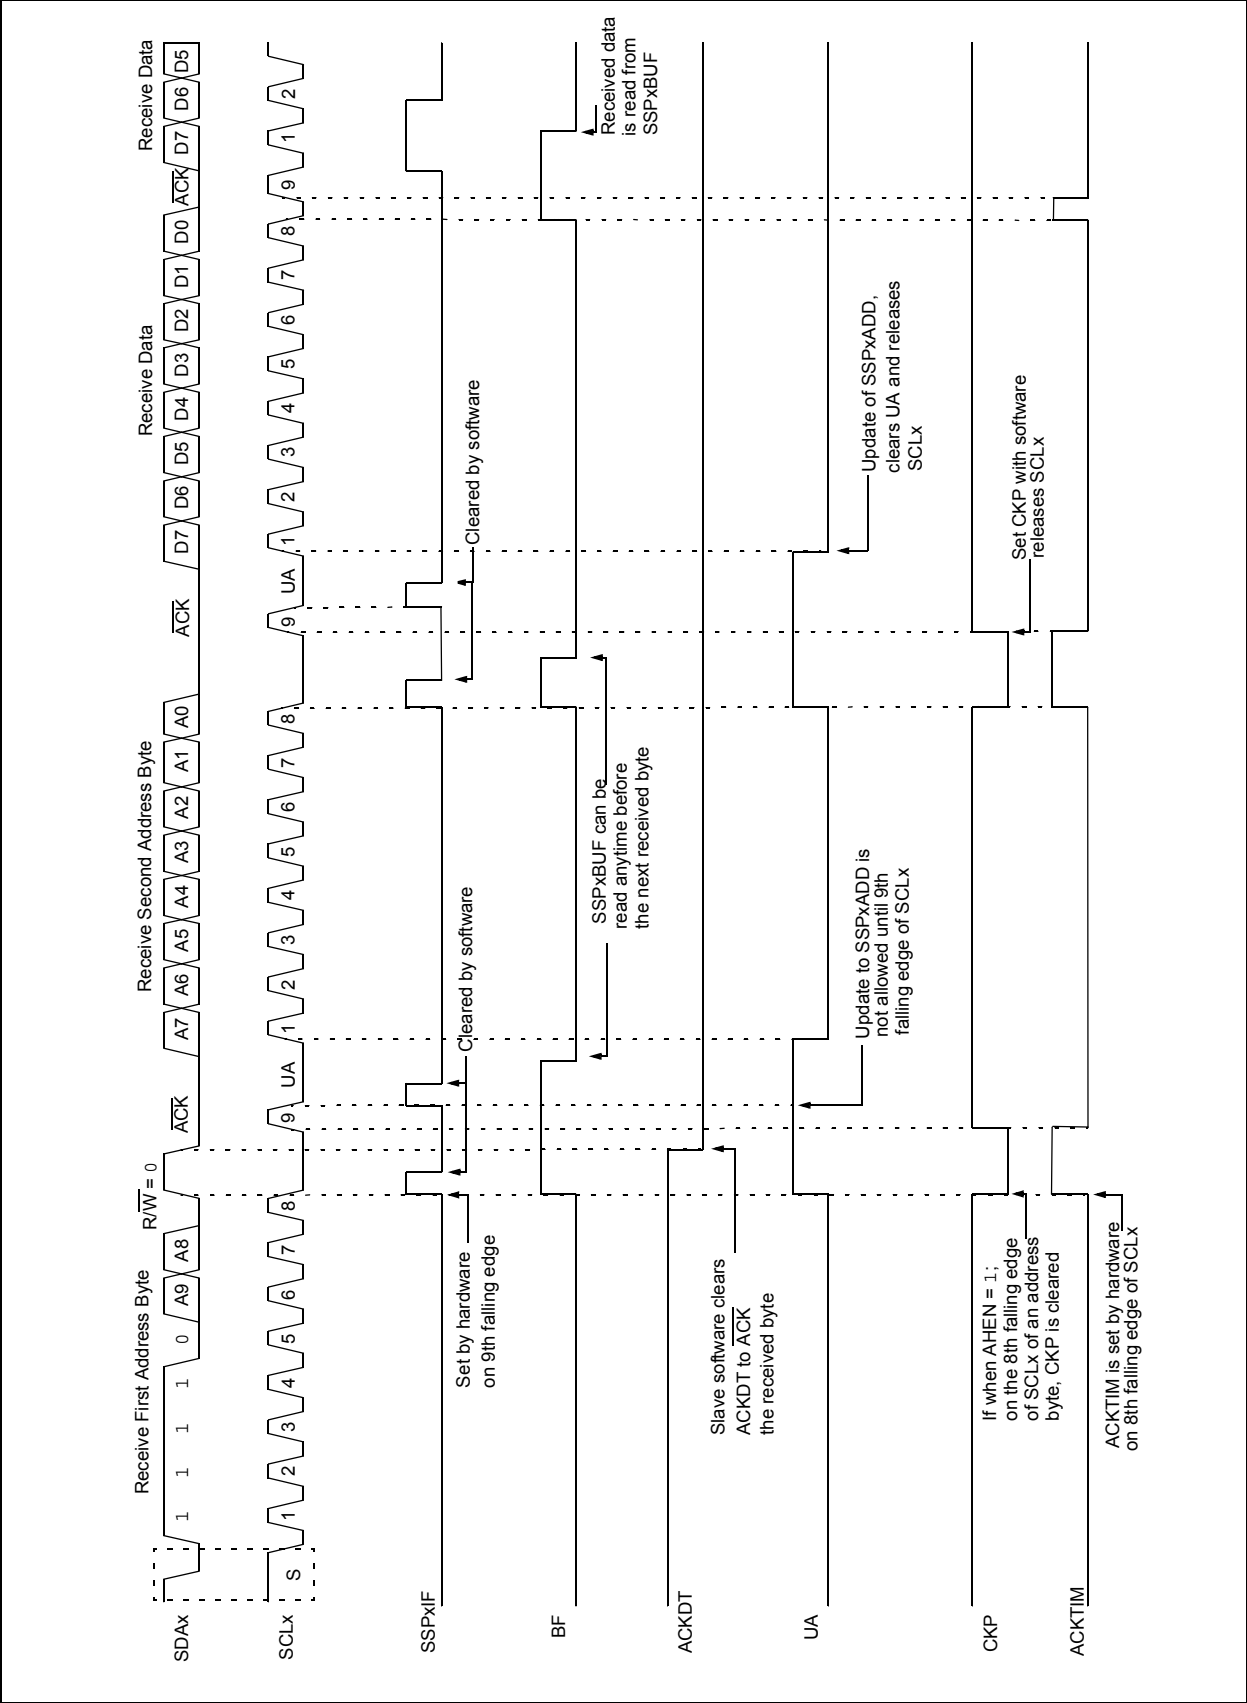 Receive First Address Byte
R/W = 0
Receive Second Address Byte
Receive Data
Receive Data
SDAx
1 1 1 1 0 A9 A8 ACK A7 A6 A5 A4 A3 A2 A1 A0 ACK D7 D6 D5 D4 D3 D2 D1 D0 ACK D7 D6 D5
SCLx
S 1 2 3 4 5 6 7 8 9 UA 1 2 3 4 5 6 7 8 9 UA 1 2 3 4 5 6 7 8 9 1 2
SSPxIF
Set by hardware
on 9th falling edge
Cleared by software
Cleared by software
BF
SSPxBUF can be
read anytime before
the next received byte
Received data
is read from
SSPxBUF
ACKDT
Slave software clears
ACKDT to ACK
the received byte
UA
Update to SSPxADD is
not allowed until 9th
falling edge of SCLx
Update of SSPxADD,
clears UA and releases
SCLx
CKP
If when AHEN = 1;
on the 8th falling edge
of SCLx of an address
byte, CKP is cleared
Set CKP with software
releases SCLx
ACKTIM
ACKTIM is set by hardware
on 8th falling edge of SCLx